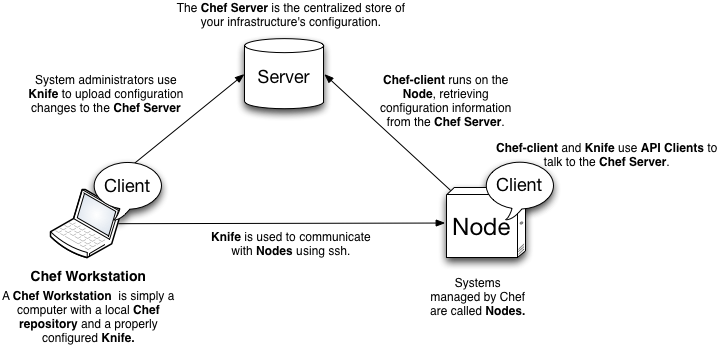 The Chef Server is the centralized store of
your infrastructure's configuration.
Server
System administrators use
Knife to upload configuration
changes to the Chef Server
Chef-client runs on the
Node, retrieving
configuration information
from the Chef Server.
Chef-client and Knife use API Clients to
talk to the Chef Server.
Client
Client
Node
Knife is used to communicate
with Nodes using ssh.
Chef Workstation
A Chef Workstation is simply a
computer with a local Chef
repository and a properly
configured Knife.
Systems
managed by Chef
are called Nodes.